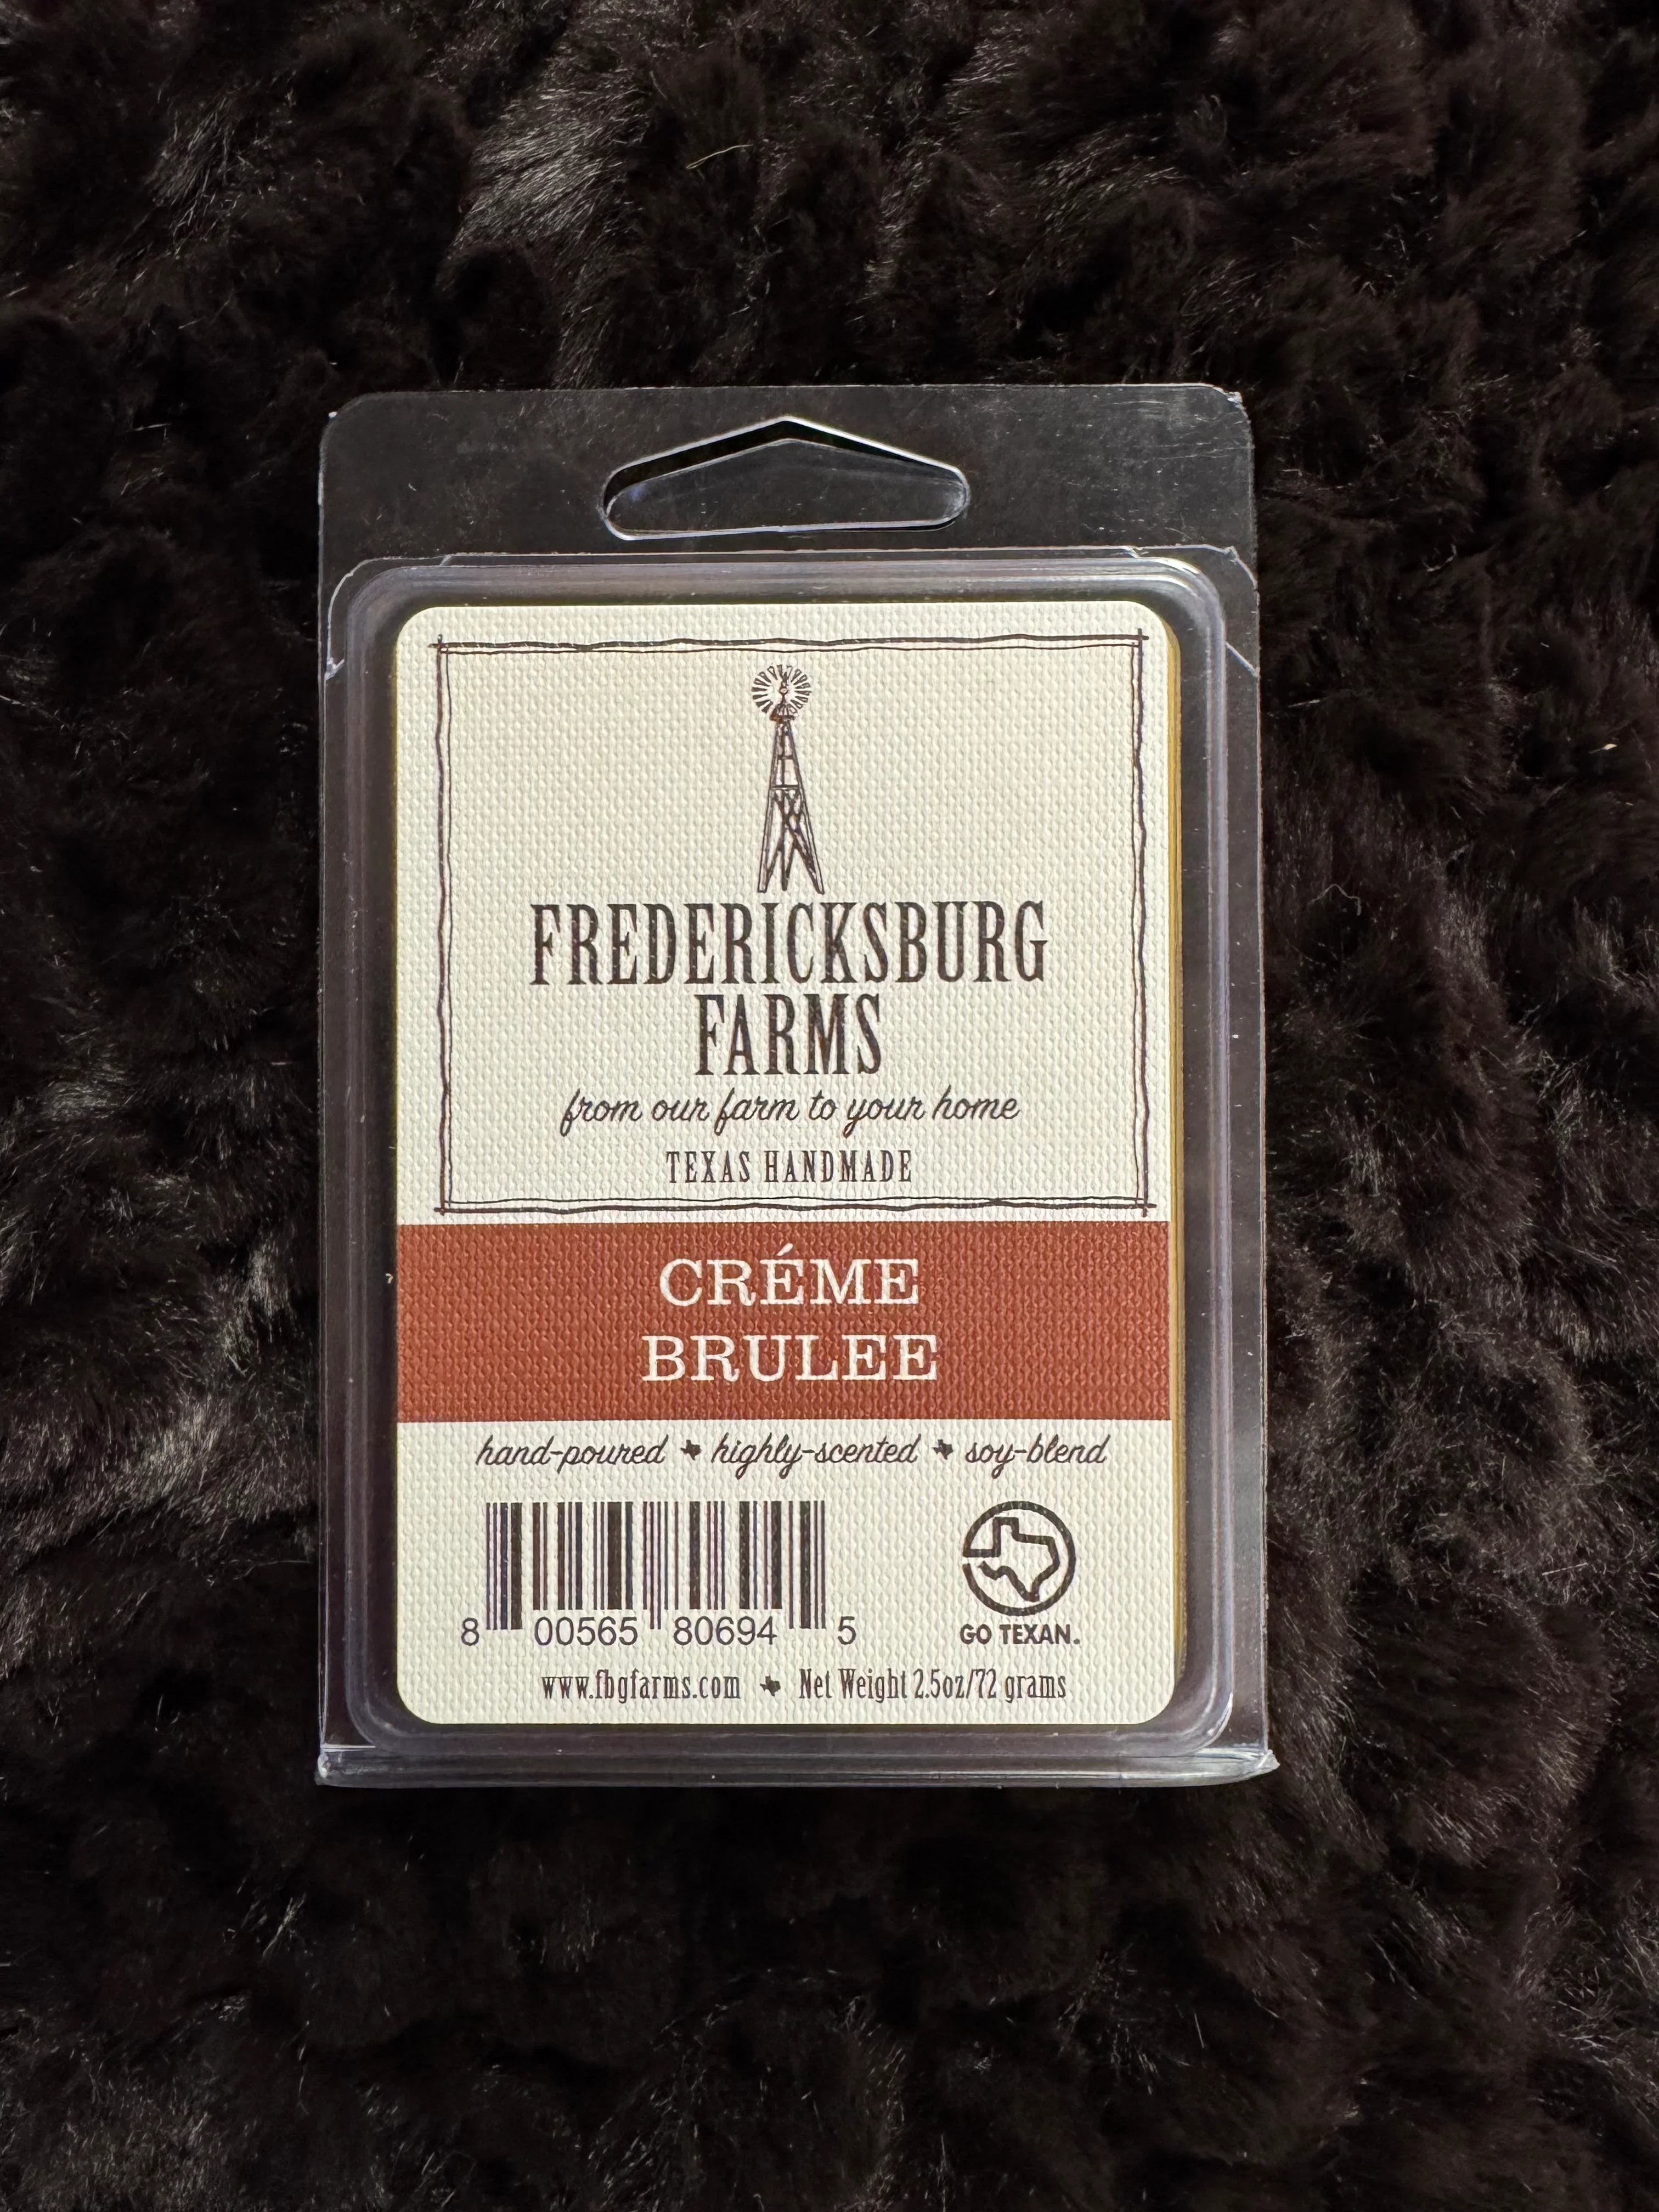 FREDERICKSBURG
FARMS
from our farm to your home
TEXAS HANDMADE
CRÉME
BRULEE
hand-poured highly-scented soy-blend
8 00565 80694 5
GO TEXAN.
www.fbgfarms.com Net Weight 2.5oz/72 grams